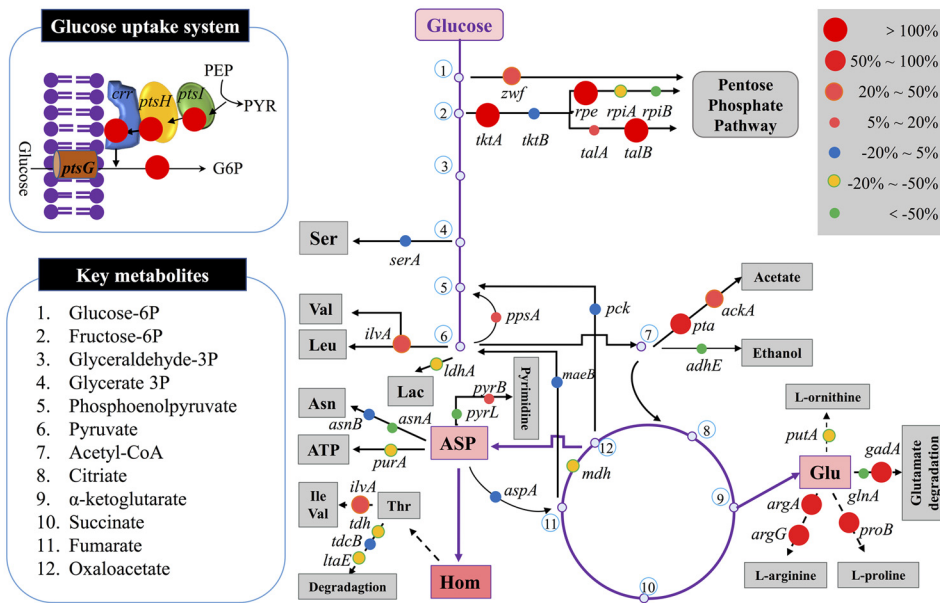 Glucose uptake system
PEP
PYR
crr
ptsH
ptsI
ptsG
Glucose
G6P
Key metabolites
1. Glucose-6P
2. Fructose-6P
3. Glyceraldehyde-3P
4. Glycerate 3P
5. Phosphoenolpyruvate
6. Pyruvate
7. Acetyl-CoA
8. Citriate
9. α-ketoglutarate
10. Succinate
11. Fumarate
12. Oxaloacetate
Glucose
1
zwf
2
tktA
tktB
rpe
rpiA
rpiB
talA
talB
Pentose
Phosphate
Pathway
> 100%
50% ~ 100%
20% ~ 50%
5% ~ 20%
-20% ~ 5%
-20% ~ -50%
< -50%
3
4
Ser
serA
5
Val
Leu
ilvA
6
ppsA
pck
7
pta
ackA
Acetate
adhE
Ethanol
Lac
ldhA
maeB
Asn
asnB
asnA
pyrL
pyrB
Pyrimidine
ATP
purA
ASP
aspA
12
mdh
8
9
10
11
Ile
Val
ilvA
tdh
tdcB
ltaE
Thr
Degradagtion
Hom
L-ornithine
putA
Glu
gadA
glnA
Glutamate
degradation
argA
argG
proB
L-arginine
L-proline